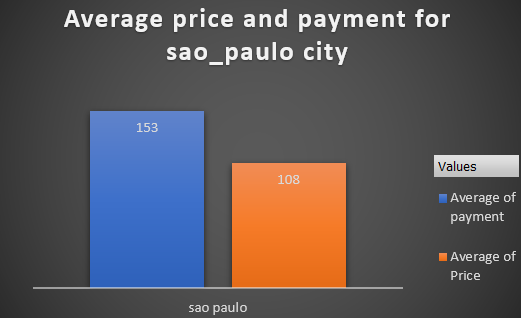 Average price and payment for
sao_paulo city
153
108
Values
Average of
payment
Average of
Price
sao paulo